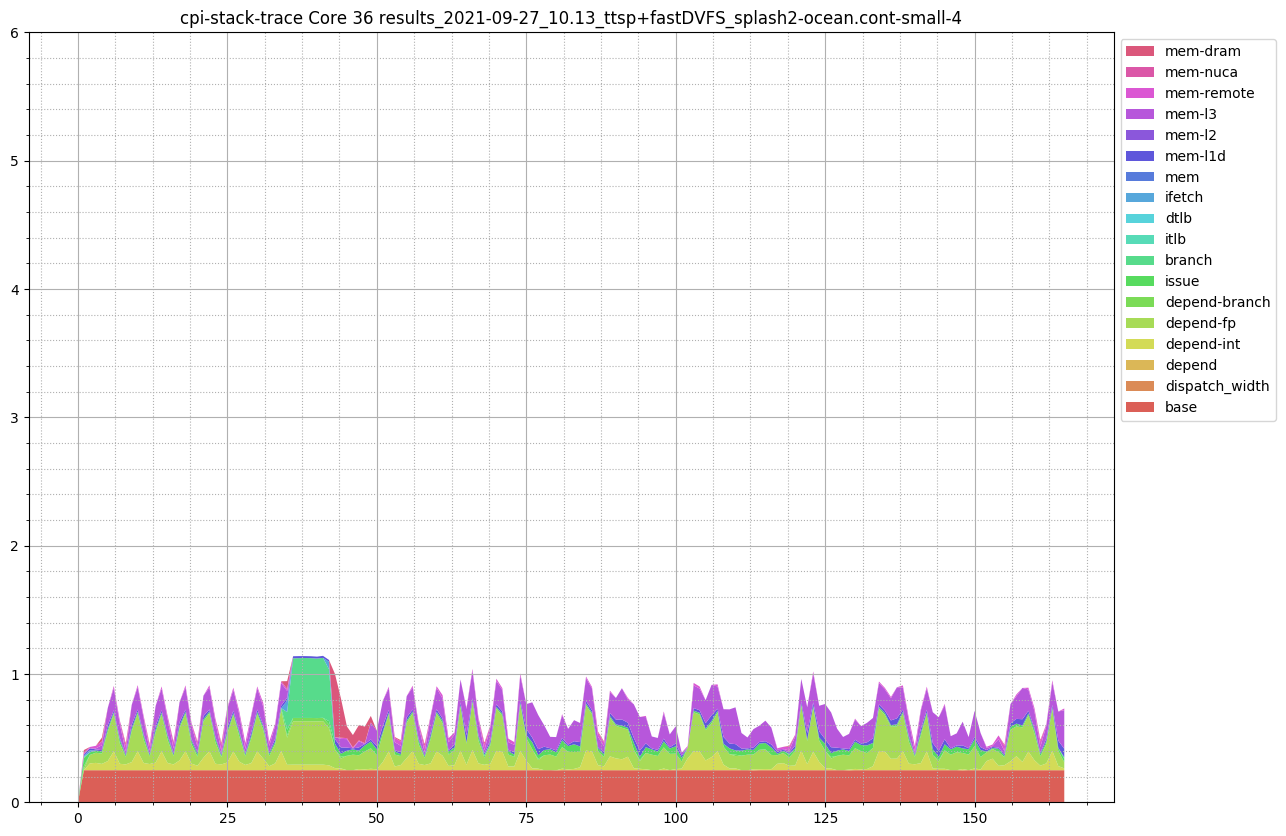 cpi-stack-trace Core 36 results_2021-09-27_10.13_ttsp+fastDVFS_splash2-ocean.cont-small-4
6
5
4
3
2
1
0
0 25 50 75 100 125 150
mem-dram
mem-nuca
mem-remote
mem-l3
mem-l2
mem-l1d
mem
ifetch
dtlb
itlb
branch
issue
depend-branch
depend-fp
depend-int
depend
dispatch_width
base